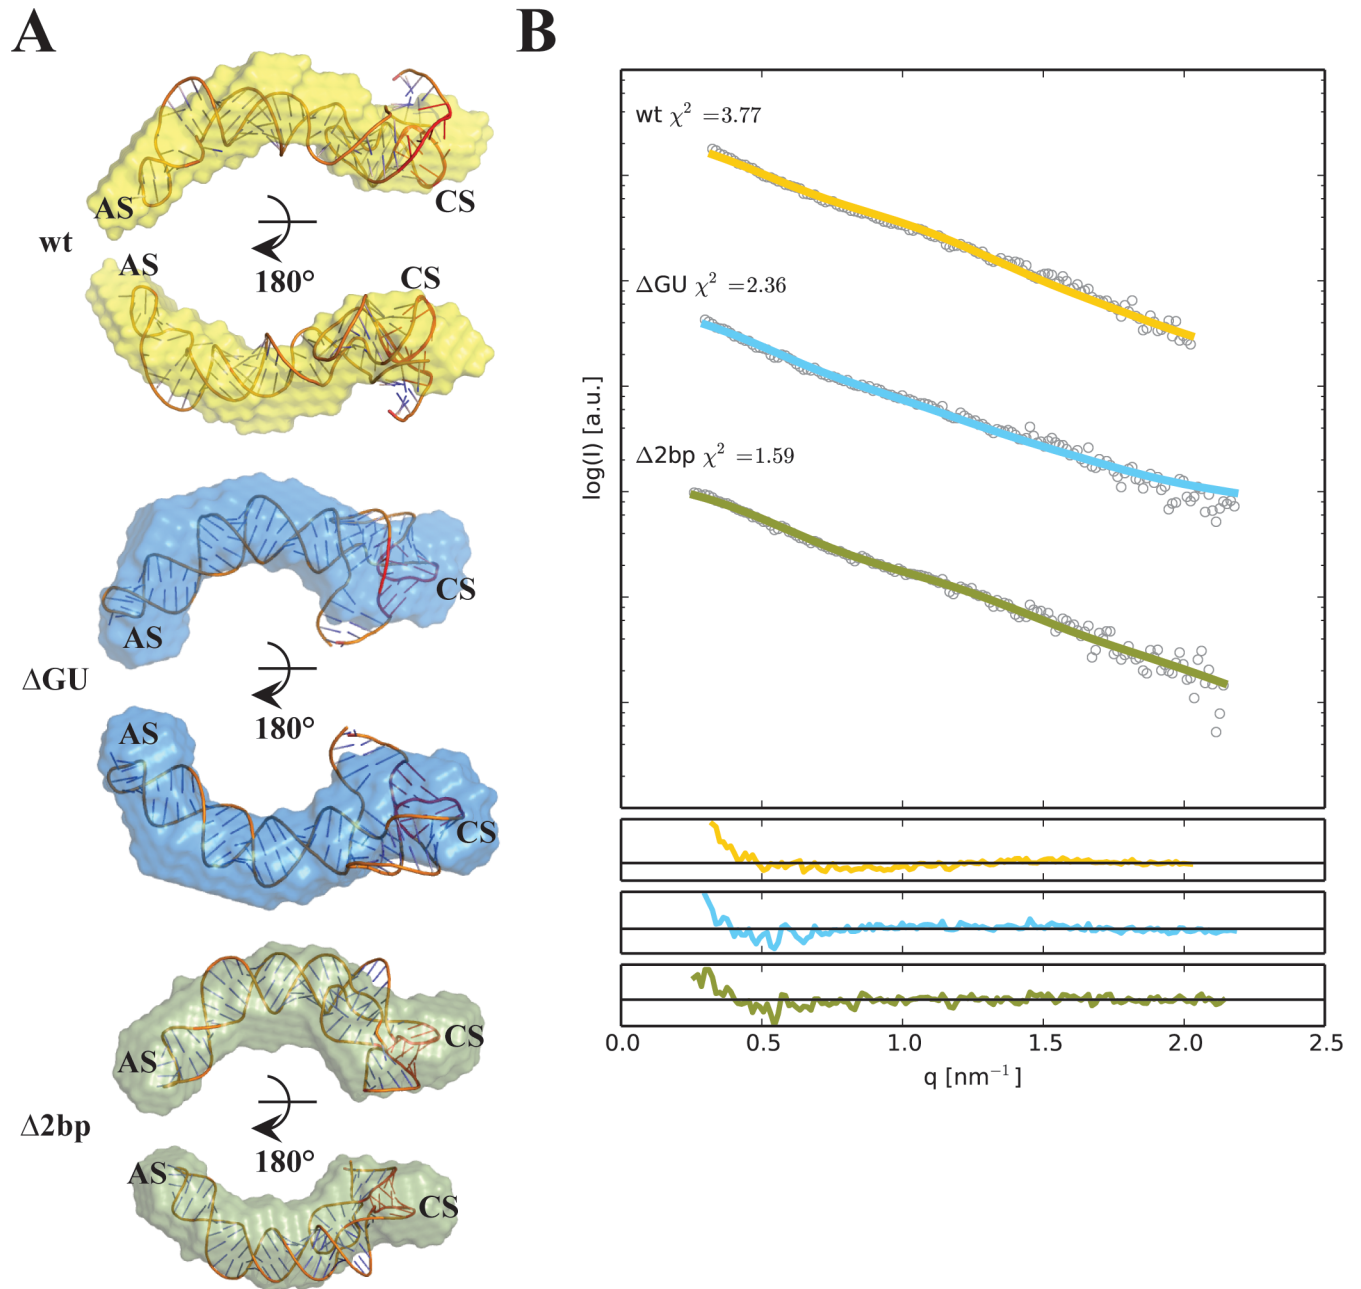 A
B
AS
CS
wt
180°
AS
CS
AS
CS
ΔGU
180°
AS
CS
AS
CS
Δ2bp
180°
AS
CS
wt χ² =3.77
ΔGU χ² =2.36
Δ2bp χ² =1.59
log(I) [a.u.]
0.0 0.5 1.0 1.5 2.0 2.5
q [nm⁻¹]